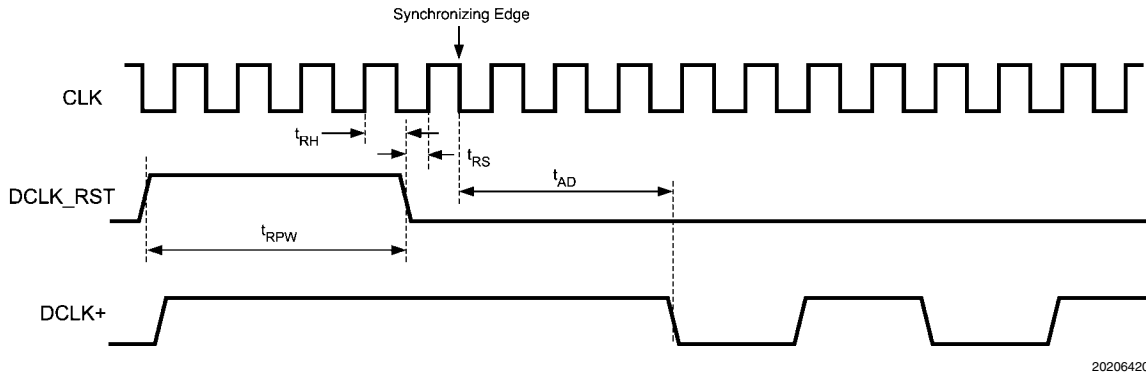 Synchronizing Edge
CLK
tRH
tRS
DCLK_RST
tAD
tRPW
DCLK+
20206420